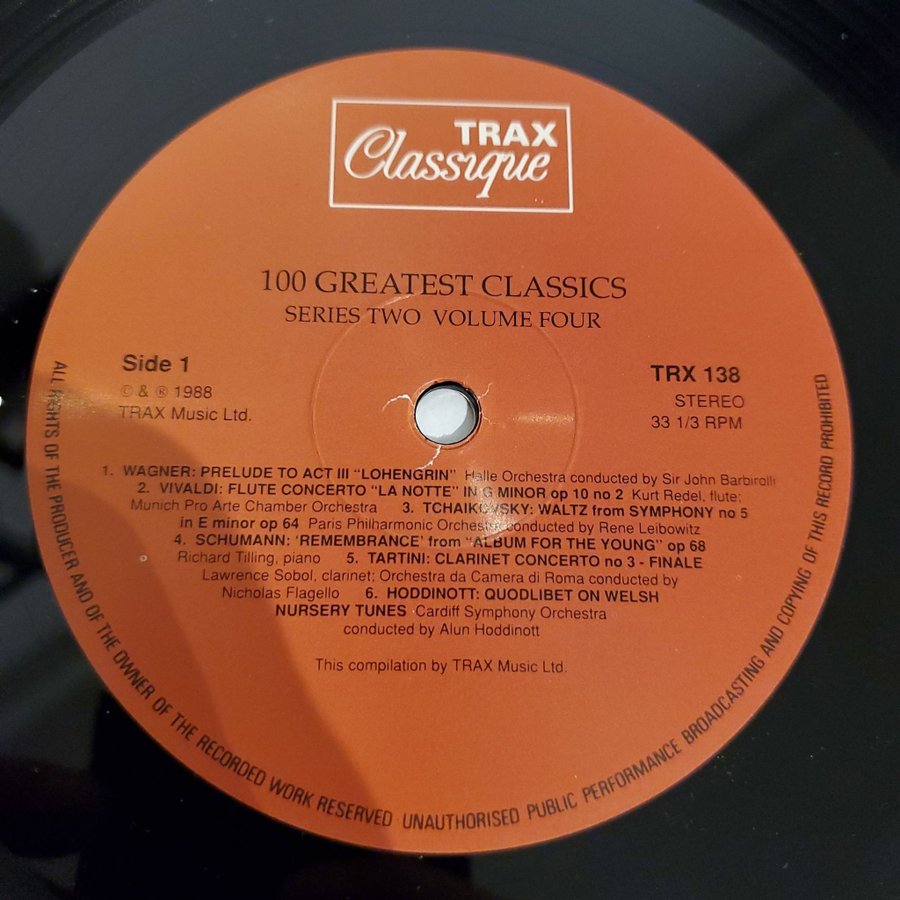 TRAX
Classique
100 GREATEST CLASSICS
SERIES TWO VOLUME FOUR
Side 1
© & ℗ 1988
TRAX Music Ltd.
TRX 138
STEREO
33 1/3 RPM
1. WAGNER: PRELUDE TO ACT III "LOHENGRIN" Halle Orchestra conducted by Sir John Barbirolli
2. VIVALDI: FLUTE CONCERTO "LA NOTTE" IN G MINOR op 10 no 2 Kurt Redel, flute;
Munich Pro Arte Chamber Orchestra 3. TCHAIKOVSKY: WALTZ from SYMPHONY no 5
in E minor op 64 Paris Philharmonic Orchestra conducted by Rene Leibowitz
4. SCHUMANN: 'REMEMBRANCE' from "ALBUM FOR THE YOUNG" op 68
Richard Tilling, piano 5. TARTINI: CLARINET CONCERTO no 3 - FINALE
Lawrence Sobol, clarinet; Orchestra da Camera di Roma conducted by
Nicholas Flagello 6. HODDINOTT: QUODLIBET ON WELSH
NURSERY TUNES Cardiff Symphony Orchestra
conducted by Alun Hoddinott
This compilation by TRAX Music Ltd.
ALL RIGHTS OF THE PRODUCER AND OF THE OWNER OF THE RECORDED WORK RESERVED UNAUTHORISED PUBLIC PERFORMANCE BROADCASTING AND COPYING OF THIS RECORD PROHIBITED